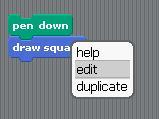 pen down
draw squa
help
edit
duplicate